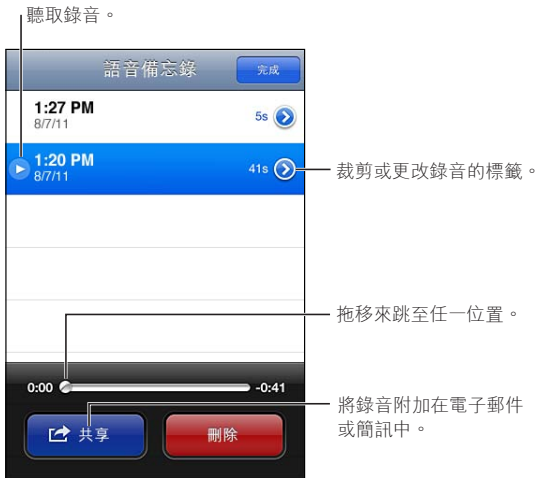 聽取錄音。
語音備忘錄
完成
1:27 PM
8/7/11
5s
1:20 PM
8/7/11
41s
裁剪或更改錄音的標籤。
拖移來跳至任一位置。
0:00
-0:41
將錄音附加在電子郵件
或簡訊中。
共享
刪除